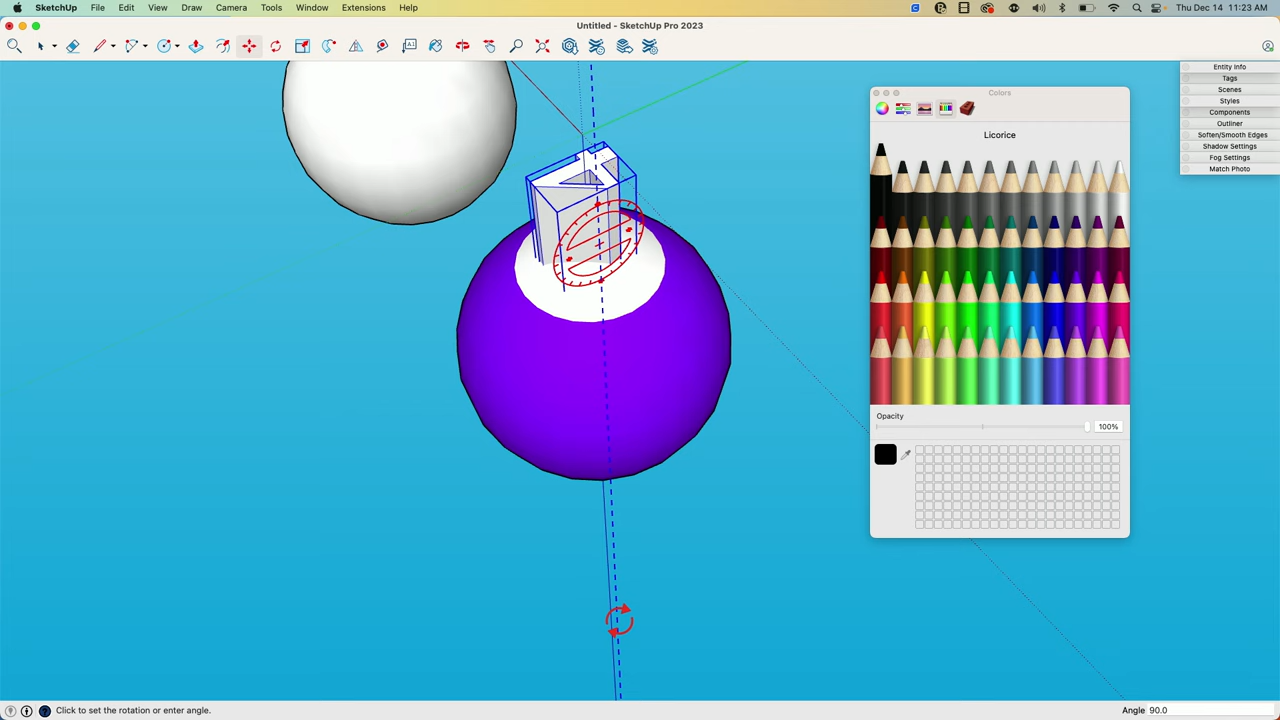 SketchUp File Edit View Draw Camera Tools Window Extensions Help Thu Dec 14 11:23 AM
Untitled - SketchUp Pro 2023
Entity Info
Tags
Scenes
Styles
Components
Outliner
Soften/Smooth Edges
Shadow Settings
Fog Settings
Match Photo
Colors
Licorice
Opacity
100%
Click to set the rotation or enter angle. Angle 90.0